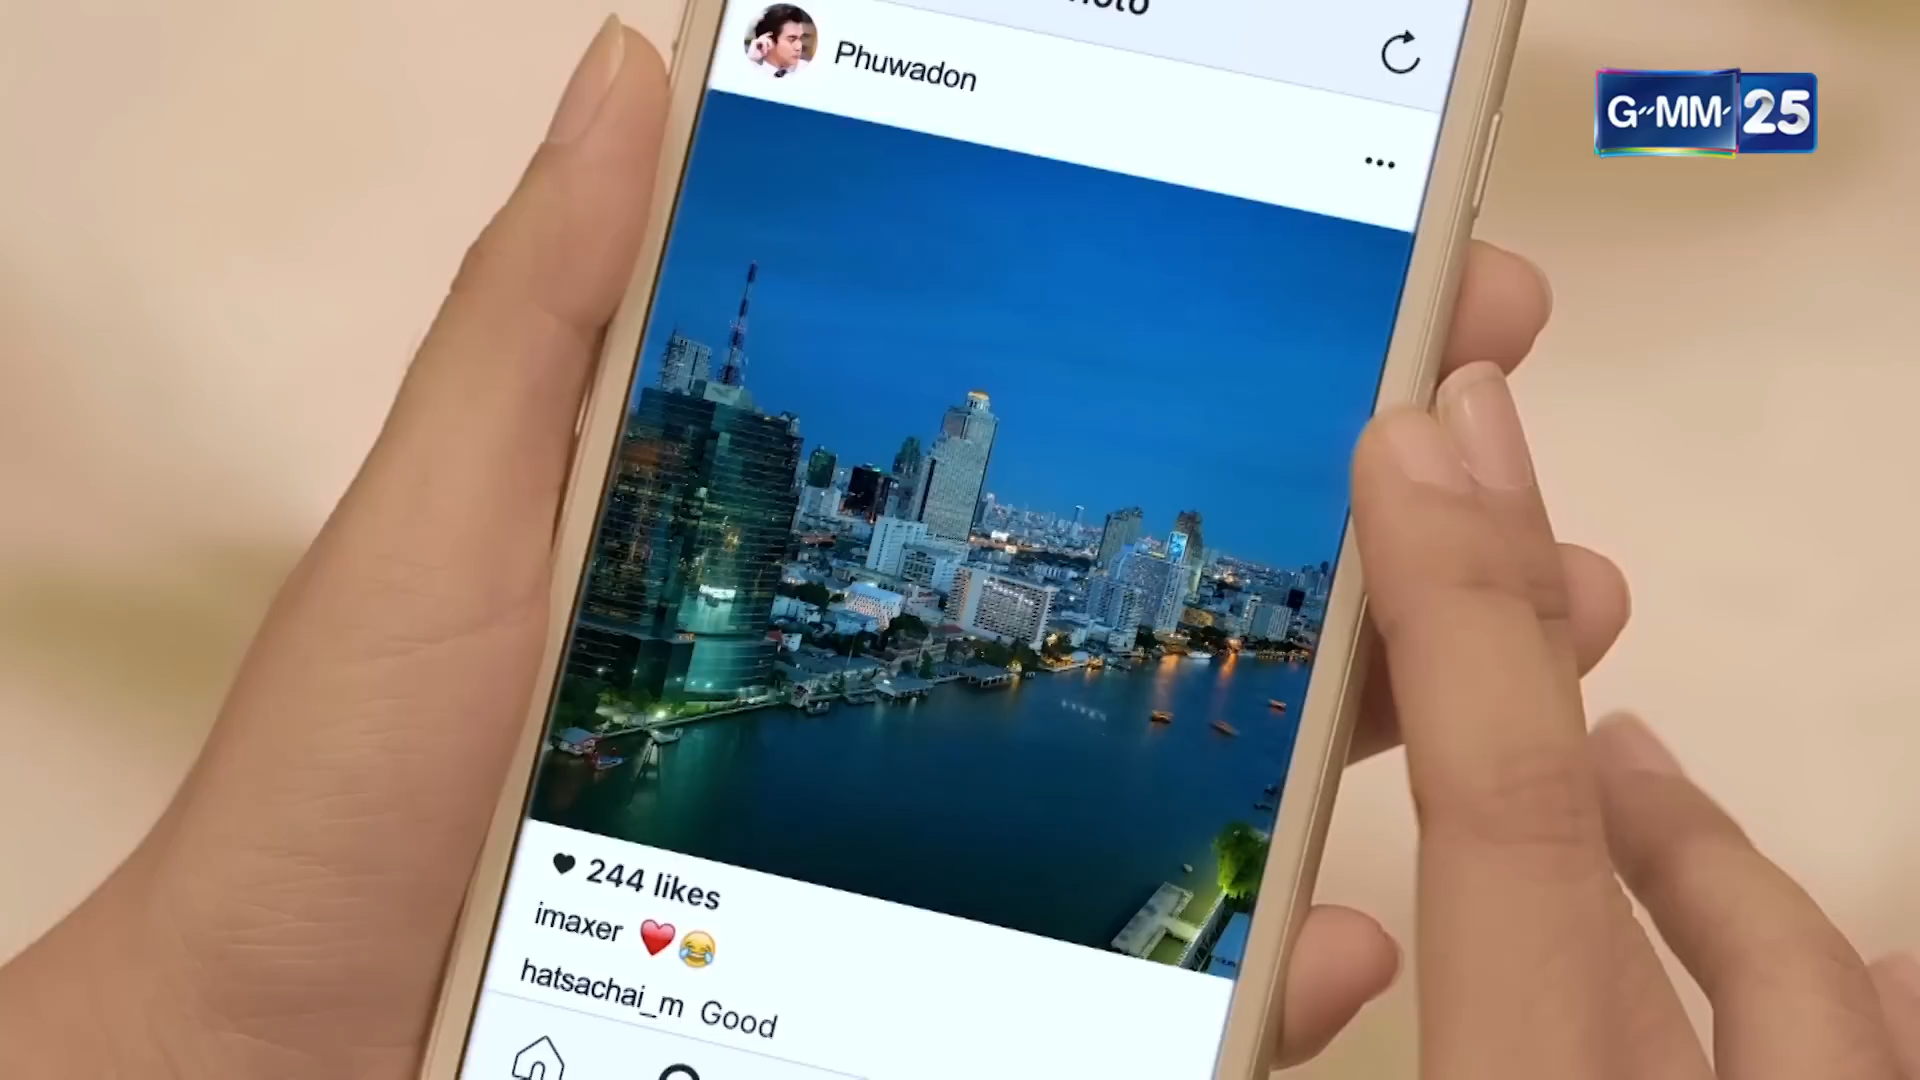 Phuwadon
GMM 25
244 likes
imaxer ❤️😂
hatsachai_m Good